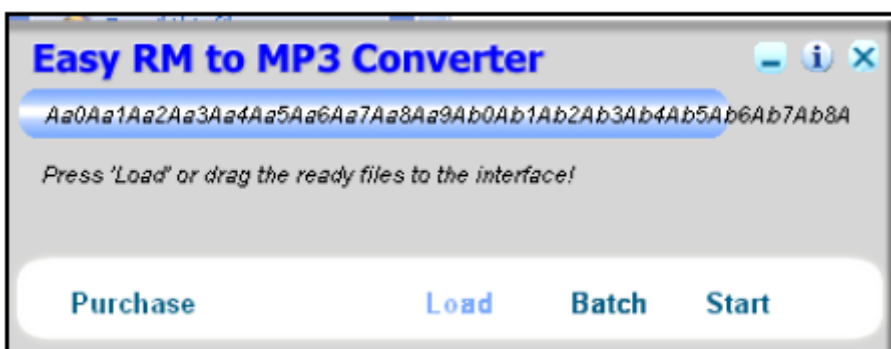 Easy RM to MP3 Converter
Aa0Aa1Aa2Aa3Aa4Aa5Aa6Aa7Aa8Aa9Ab0Ab1Ab2Ab3Ab4Ab5Ab6Ab7Ab8A
Press 'Load' or drag the ready files to the interface!
Purchase Load Batch Start